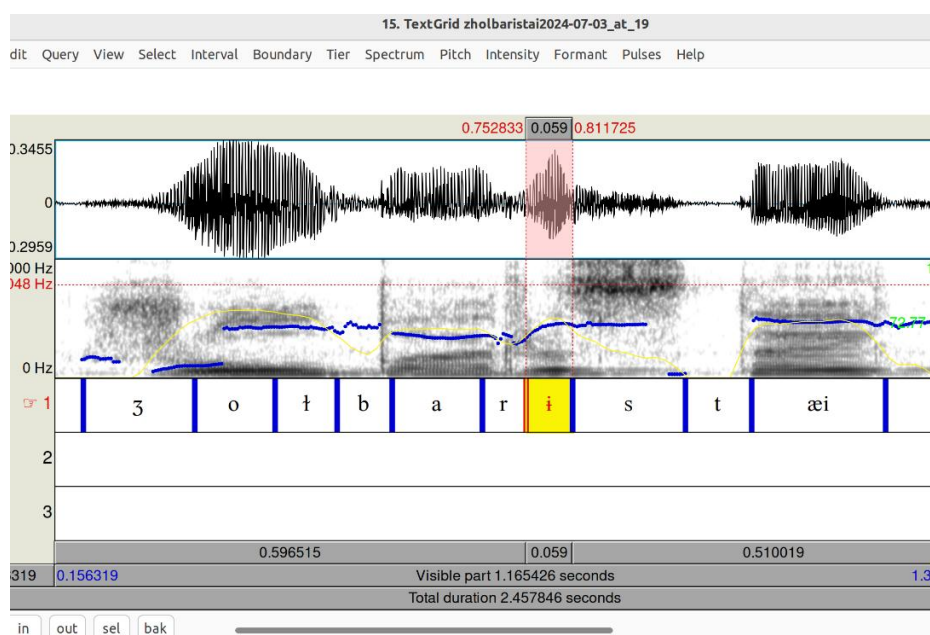 15. TextGrid zholbaristai2024-07-03_at_19
dit Query View Select Interval Boundary Tier Spectrum Pitch Intensity Formant Pulses Help
0.752833 0.059 0.811725
0.3455
0
0.2959
000 Hz
048 Hz
72.77
0 Hz
☞ 1 ʒ o ɫ b a r ɨ s t æi
2
3
0.596515 0.059 0.510019
319 0.156319 Visible part 1.165426 seconds 1.3
Total duration 2.457846 seconds
in out sel bak